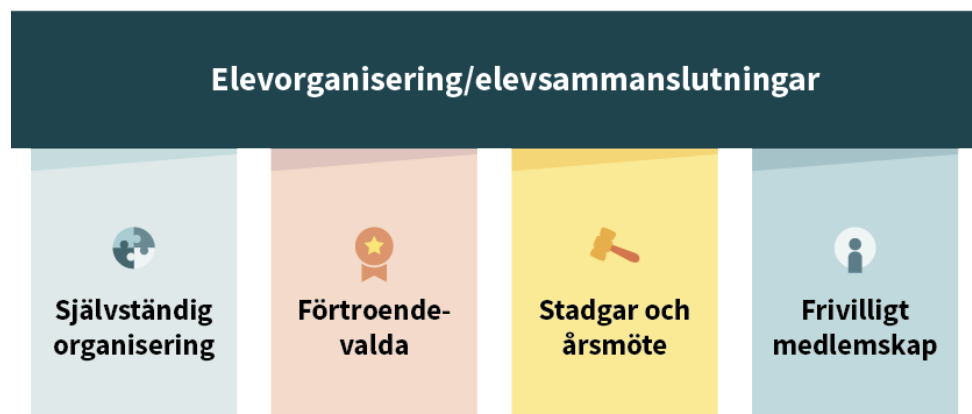 Elevorganisering/elevsammanslutningar
Självständig
organisering
Förtroende-
valda
Stadgar och
årsmöte
Frivilligt
medlemskap